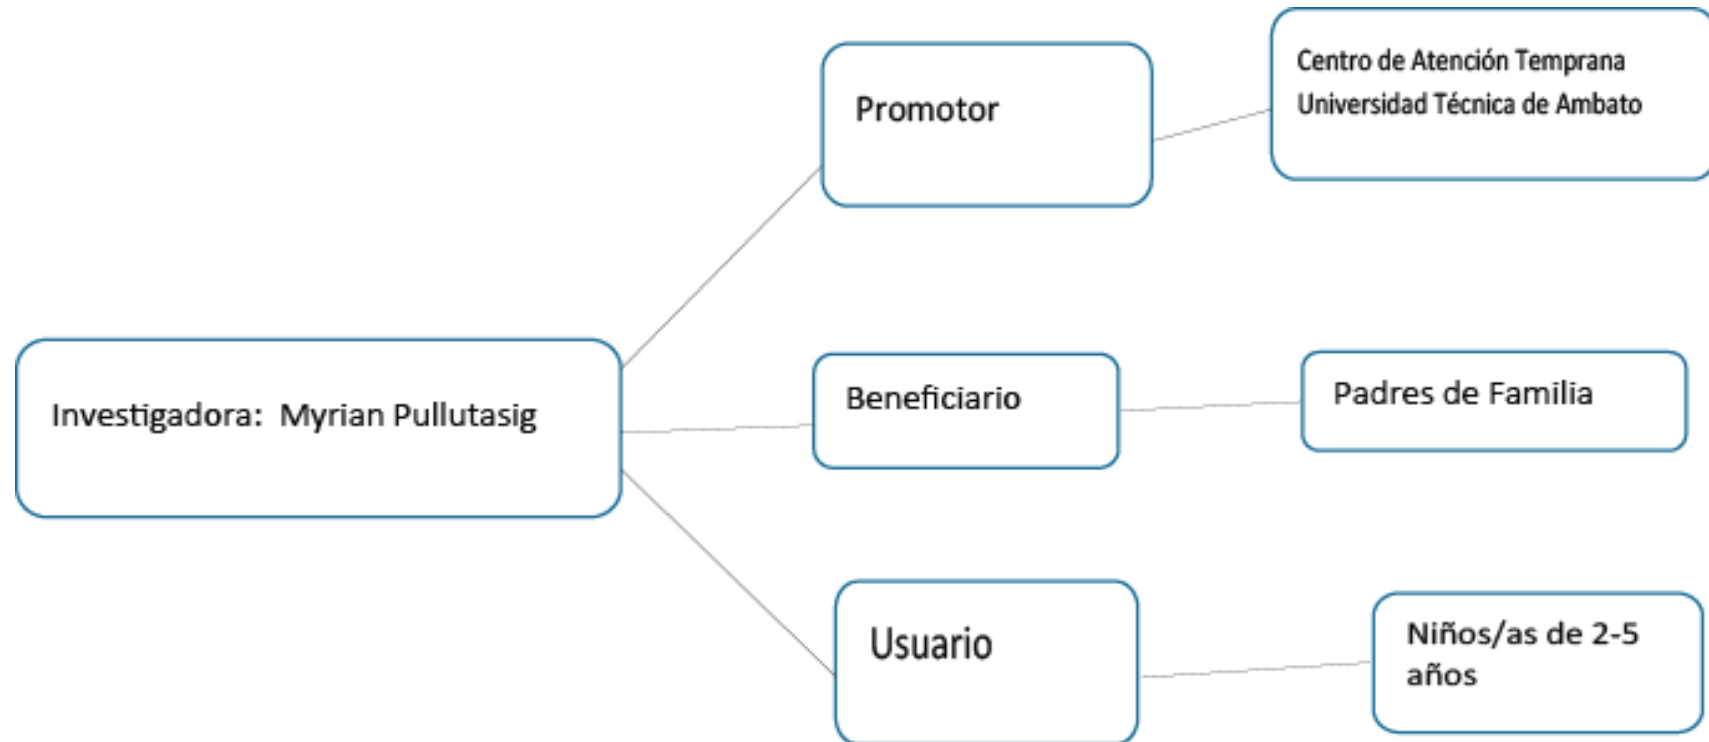 Promotor
Centro de Atención Temprana
Universidad Técnica de Ambato
Investigadora: Myrian Pullutasig
Beneficiario
Padres de Familia
Usuario
Niños/as de 2-5
años